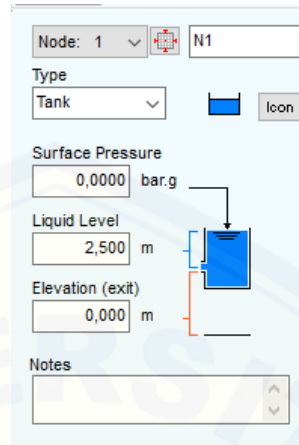 Node: 1 N1
Type
Tank Icon
Surface Pressure
0,0000 bar.g
Liquid Level
2,500 m
Elevation (exit)
0,000 m
Notes